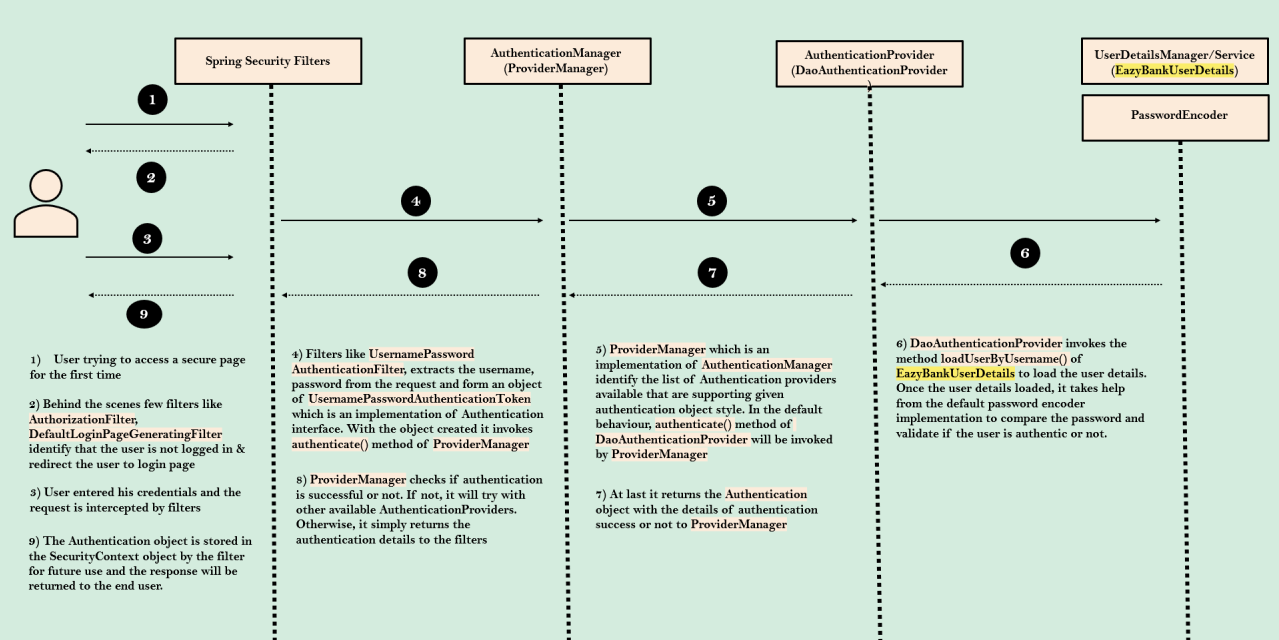 Spring Security Filters
AuthenticationManager
(ProviderManager)
AuthenticationProvider
(DaoAuthenticationProvider
)
UserDetailsManager/Service
(EazyBankUserDetails)
PasswordEncoder
1
2
3
4
5
6
7
8
9
1) User trying to access a secure page
for the first time
2) Behind the scenes few filters like
AuthorizationFilter,
DefaultLoginPageGeneratingFilter
identify that the user is not logged in &
redirect the user to login page
3) User entered his credentials and the
request is intercepted by filters
9) The Authentication object is stored in
the SecurityContext object by the filter
for future use and the response will be
returned to the end user.
4) Filters like UsernamePassword
AuthenticationFilter, extracts the username,
password from the request and form an object
of UsernamePasswordAuthenticationToken
which is an implementation of Authentication
interface. With the object created it invokes
authenticate() method of ProviderManager
8) ProviderManager checks if authentication
is successful or not. If not, it will try with
other available AuthenticationProviders.
Otherwise, it simply returns the
authentication details to the filters
5) ProviderManager which is an
implementation of AuthenticationManager
identify the list of Authentication providers
available that are supporting given
authentication object style. In the default
behaviour, authenticate() method of
DaoAuthenticationProvider will be invoked
by ProviderManager
7) At last it returns the Authentication
object with the details of authentication
success or not to ProviderManager
6) DaoAuthenticationProvider invokes the
method loadUserByUsername() of
EazyBankUserDetails to load the user details.
Once the user details loaded, it takes help
from the default password encoder
implementation to compare the password and
validate if the user is authentic or not.